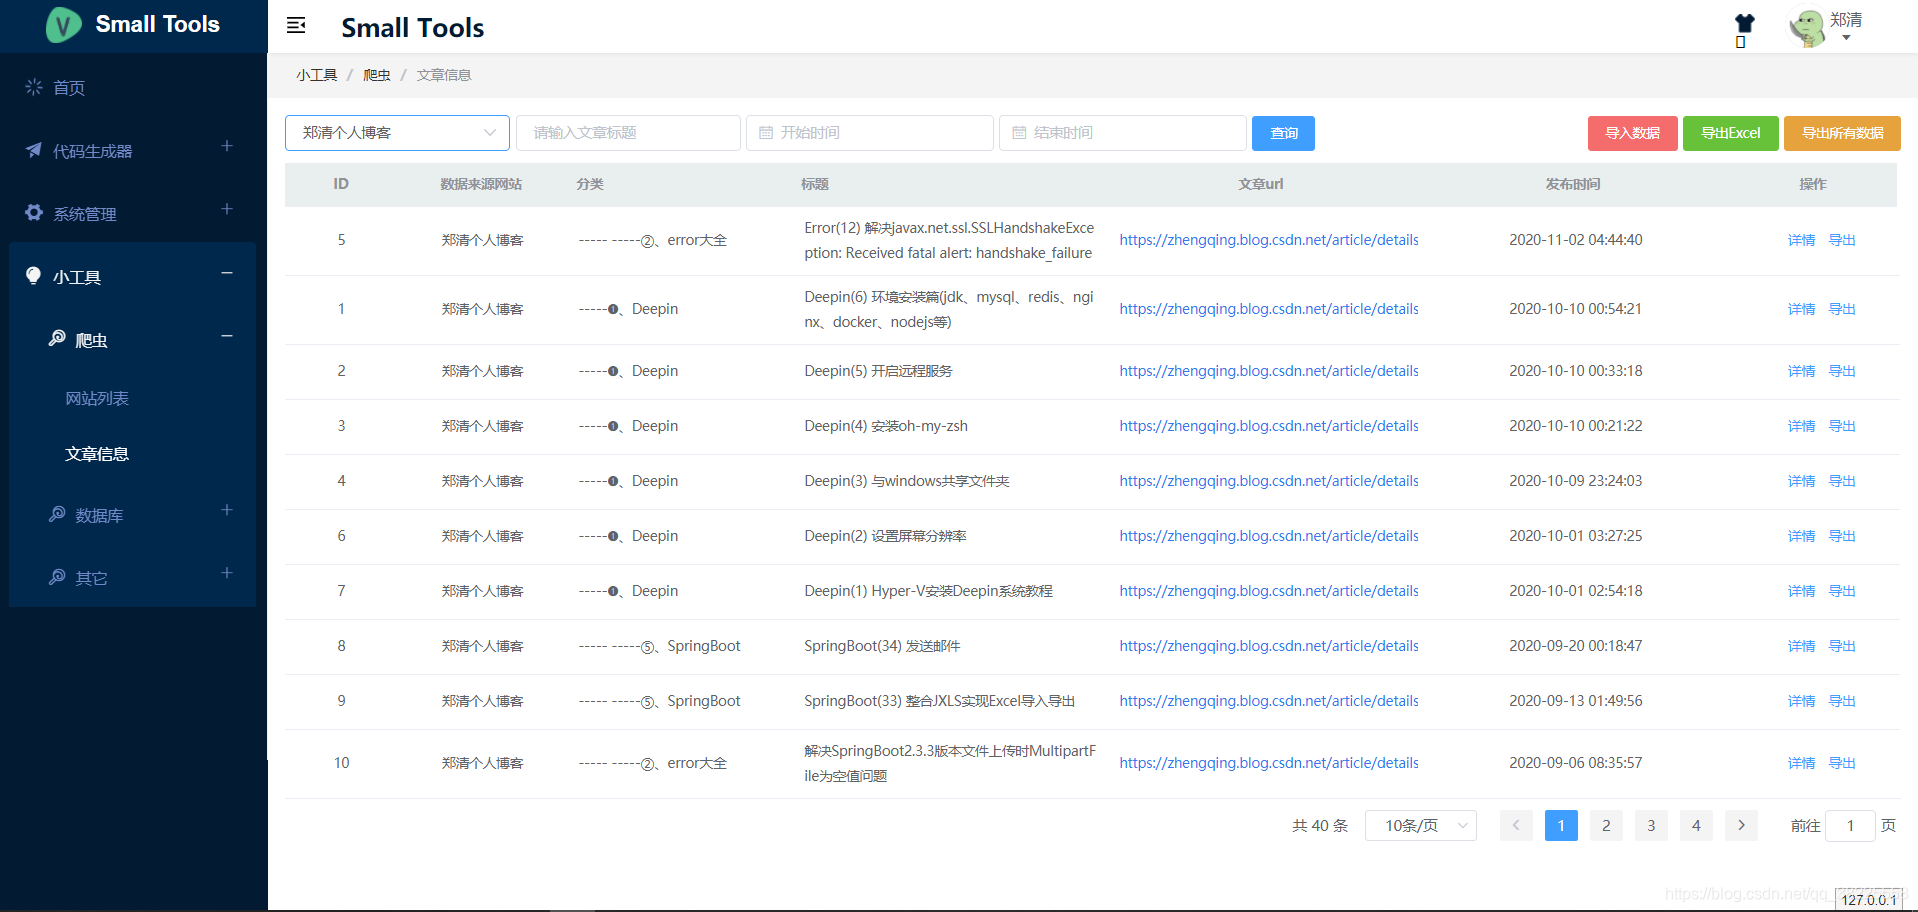 Small Tools
Small Tools
郑清
首页
代码生成器
系统管理
小工具
爬虫
网站列表
文章信息
数据库
其它
小工具 / 爬虫 / 文章信息
郑清个人博客 请输入文章标题 开始时间 结束时间 查询 导入数据 导出Excel 导出所有数据
ID 数据来源网站 分类 标题 文章url 发布时间 操作
5 郑清个人博客 ----- -----②、error大全 Error(12) 解决javax.net.ssl.SSLHandshakeExce
ption: Received fatal alert: handshake_failure https://zhengqing.blog.csdn.net/article/details 2020-11-02 04:44:40 详情 导出
1 郑清个人博客 -----❶、Deepin Deepin(6) 环境安装篇(jdk、mysql、redis、ngi
nx、docker、nodejs等) https://zhengqing.blog.csdn.net/article/details 2020-10-10 00:54:21 详情 导出
2 郑清个人博客 -----❶、Deepin Deepin(5) 开启远程服务 https://zhengqing.blog.csdn.net/article/details 2020-10-10 00:33:18 详情 导出
3 郑清个人博客 -----❶、Deepin Deepin(4) 安装oh-my-zsh https://zhengqing.blog.csdn.net/article/details 2020-10-10 00:21:22 详情 导出
4 郑清个人博客 -----❶、Deepin Deepin(3) 与windows共享文件夹 https://zhengqing.blog.csdn.net/article/details 2020-10-09 23:24:03 详情 导出
6 郑清个人博客 -----❶、Deepin Deepin(2) 设置屏幕分辨率 https://zhengqing.blog.csdn.net/article/details 2020-10-01 03:27:25 详情 导出
7 郑清个人博客 -----❶、Deepin Deepin(1) Hyper-V安装Deepin系统教程 https://zhengqing.blog.csdn.net/article/details 2020-10-01 02:54:18 详情 导出
8 郑清个人博客 ----- -----⑤、SpringBoot SpringBoot(34) 发送邮件 https://zhengqing.blog.csdn.net/article/details 2020-09-20 00:18:47 详情 导出
9 郑清个人博客 ----- -----⑤、SpringBoot SpringBoot(33) 整合JXLS实现Excel导入导出 https://zhengqing.blog.csdn.net/article/details 2020-09-13 01:49:56 详情 导出
10 郑清个人博客 ----- -----②、error大全 解决SpringBoot2.3.3版本文件上传时MultipartF
ile为空值问题 https://zhengqing.blog.csdn.net/article/details 2020-09-06 08:35:57 详情 导出
共 40 条 10条/页 1 2 3 4 前往 1 页
127.0.0.1